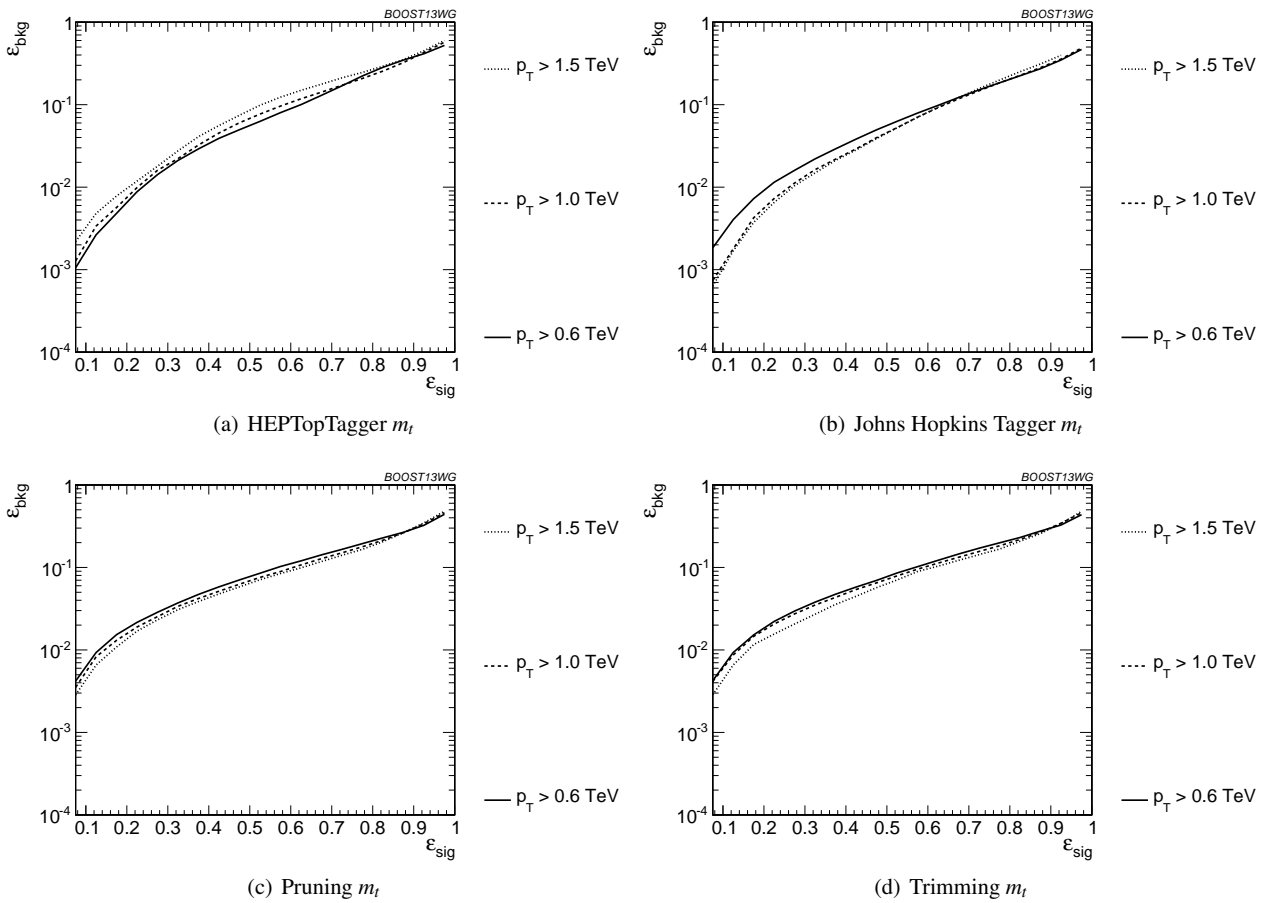 BOOST13WG
ε_bkg
1
10^-1
10^-2
10^-3
10^-4
0.1 0.2 0.3 0.4 0.5 0.6 0.7 0.8 0.9 1
ε_sig
p_T > 1.5 TeV
p_T > 1.0 TeV
p_T > 0.6 TeV
(a) HEPTopTagger m_t
BOOST13WG
ε_bkg
1
10^-1
10^-2
10^-3
10^-4
0.1 0.2 0.3 0.4 0.5 0.6 0.7 0.8 0.9 1
ε_sig
p_T > 1.5 TeV
p_T > 1.0 TeV
p_T > 0.6 TeV
(b) Johns Hopkins Tagger m_t
BOOST13WG
ε_bkg
1
10^-1
10^-2
10^-3
10^-4
0.1 0.2 0.3 0.4 0.5 0.6 0.7 0.8 0.9 1
ε_sig
p_T > 1.5 TeV
p_T > 1.0 TeV
p_T > 0.6 TeV
(c) Pruning m_t
BOOST13WG
ε_bkg
1
10^-1
10^-2
10^-3
10^-4
0.1 0.2 0.3 0.4 0.5 0.6 0.7 0.8 0.9 1
ε_sig
p_T > 1.5 TeV
p_T > 1.0 TeV
p_T > 0.6 TeV
(d) Trimming m_t